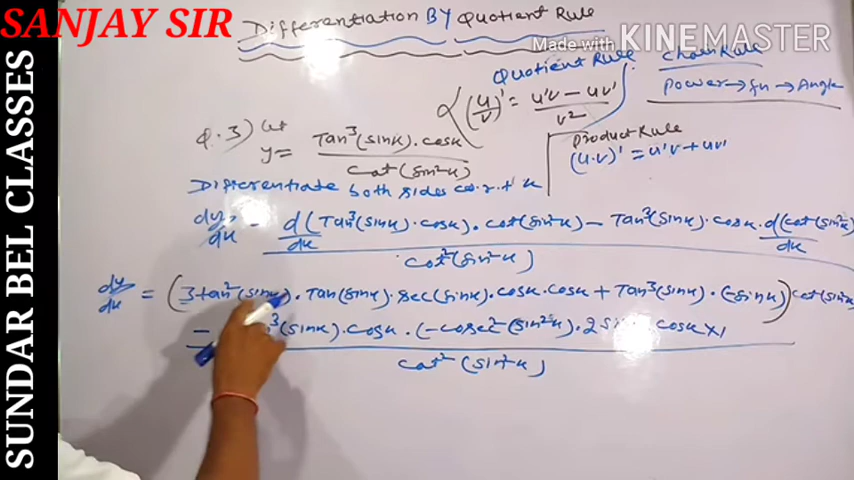 SANJAY SIR
SUNDAR BEL CLASSES
Differentiation BY Quotient Rule
Made with KINEMASTER
Quotient Rule
(u/v)' = u'v - uv' / v²
Chain Rule
Power → fn → Angle
Product Rule
(u.v)' = u'v + uv'
Q.3) Let
y = Tan³(sinx).cosx / cot(sin²x)
Differentiate both sides w.r.t x
dy/dx = d/dx (Tan³(sinx).cosx).cot(sin²x) - Tan³(sinx).cosx.d/dx (cot(sin²x) / cot²(sin²x)
dy/dx = (3tan²(sinx).Tan(sinx).sec(sinx).cosx.cosx + Tan³(sinx).(-sinx)) cot(sin²x)
- ³(sinx).cosx.(-cosec²(sin²x).2sin cosx×1
cot²(sin²x)